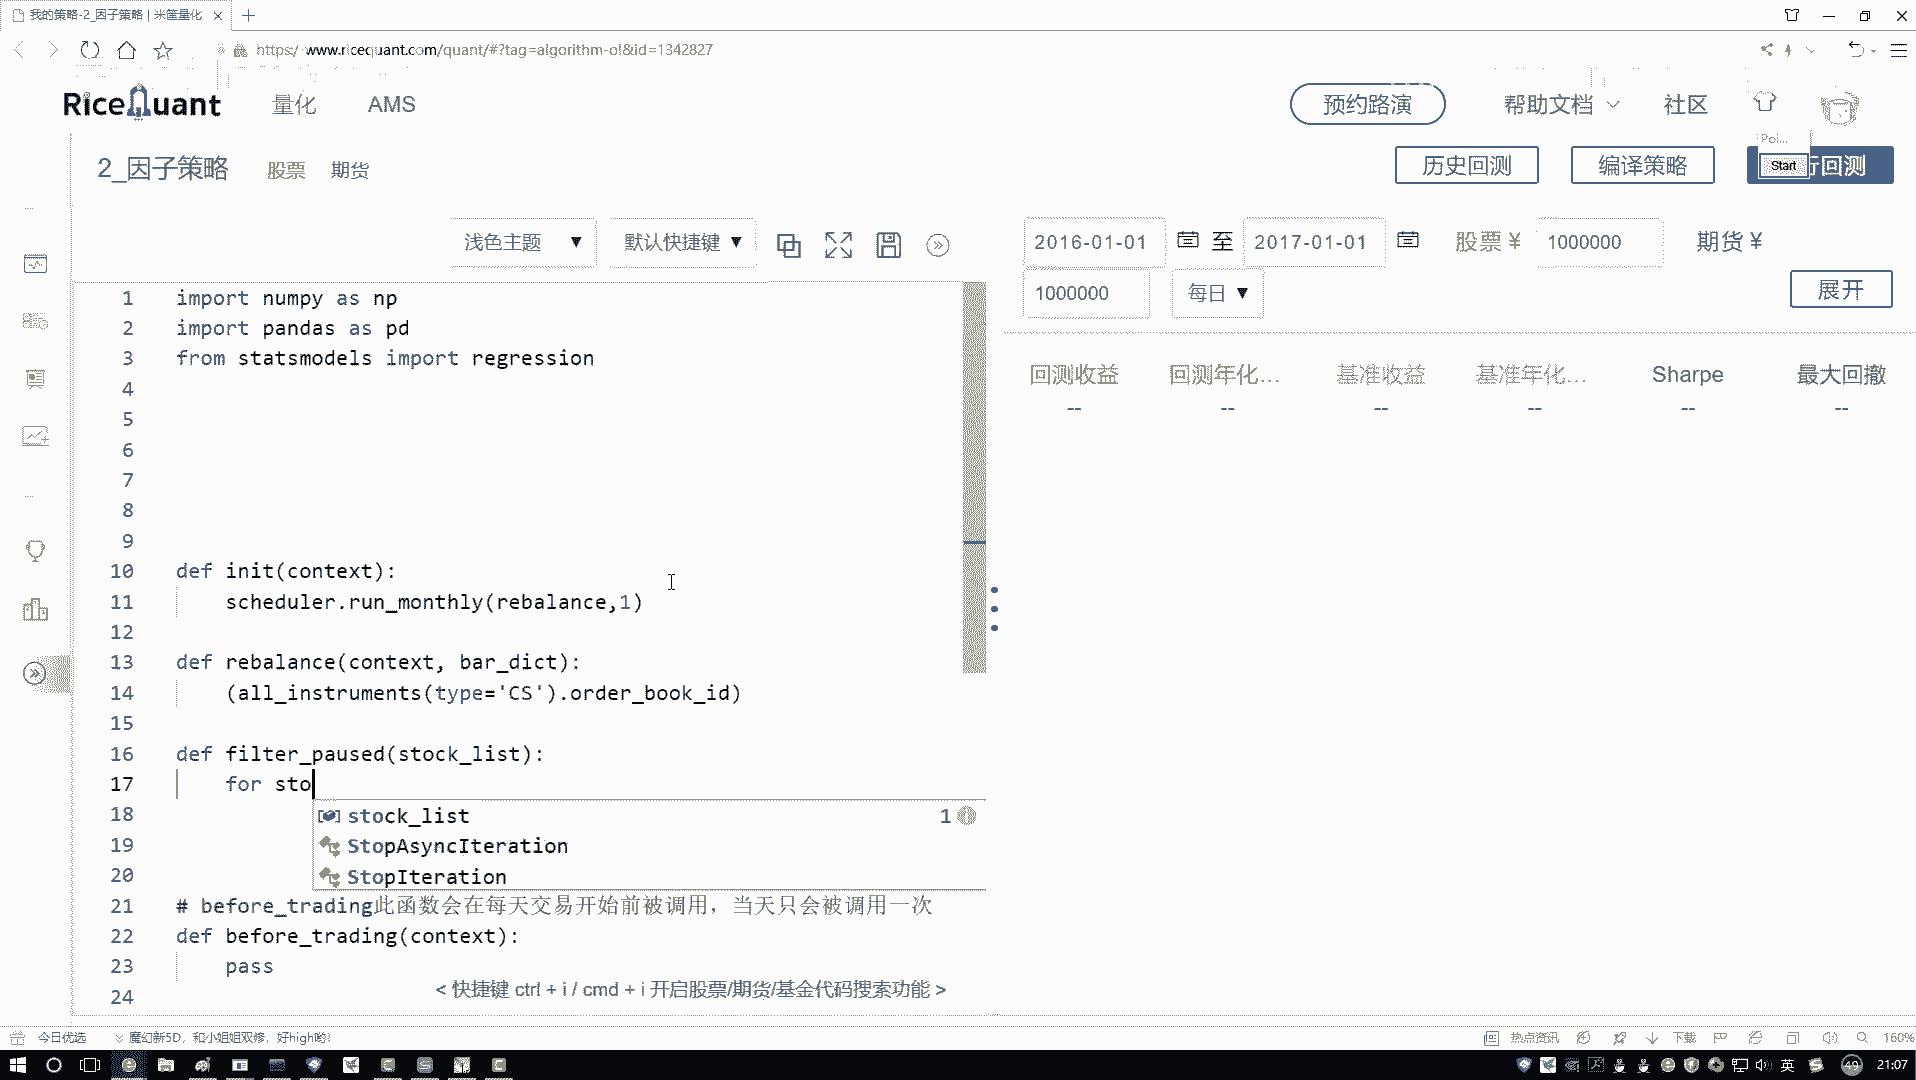 我的策略-2_因子策略 | 米筐量化
https://www.ricequant.com/quant/#?tag=algorithm-ol&id=1342827
RiceQuant 量化 AMS 预约路演 帮助文档 社区
Poi...
2_因子策略 股票 期货 历史回测 编译策略 Start 行回测
浅色主题 ▼ 默认快捷键 ▼
2016-01-01 至 2017-01-01 股票 ¥ 1000000 期货 ¥
1000000 每日 ▼ 展开
回测收益 回测年化... 基准收益 基准年化... Sharpe 最大回撤
-- -- -- -- -- --
1 import numpy as np
2 import pandas as pd
3 from statsmodels import regression
4
5
6
7
8
9
10 def init(context):
11 scheduler.run_monthly(rebalance,1)
12
13 def rebalance(context, bar_dict):
14 (all_instruments(type='CS').order_book_id)
15
16 def filter_paused(stock_list):
17 for sto
18 stock_list 1
19 StopAsyncIteration
20 StopIteration
21 # before_trading此函数会在每天交易开始前被调用，当天只会被调用一次
22 def before_trading(context):
23 pass
24
< 快捷键 ctrl + i / cmd + i 开启股票/期货/基金代码搜索功能 >
今日优选 魔幻新5D，和小姐姐双修，好high哟! 热点资讯 下载 160%
英 49 21:07